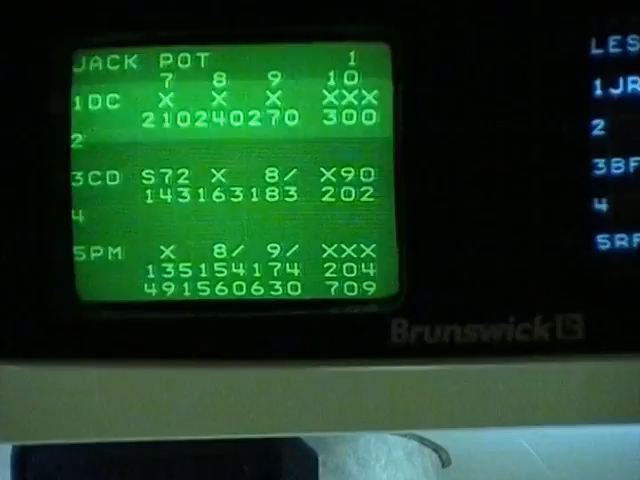 JACK POT 1
7 8 9 10
1DC X X X XXX
210240270 300
2
3CD S72 X 8/ X90
143163183 202
4
5PM X 8/ 9/ XXX
135154174 204
491560630 709
LES
1JR
2
3BF
4
5RF
Brunswick